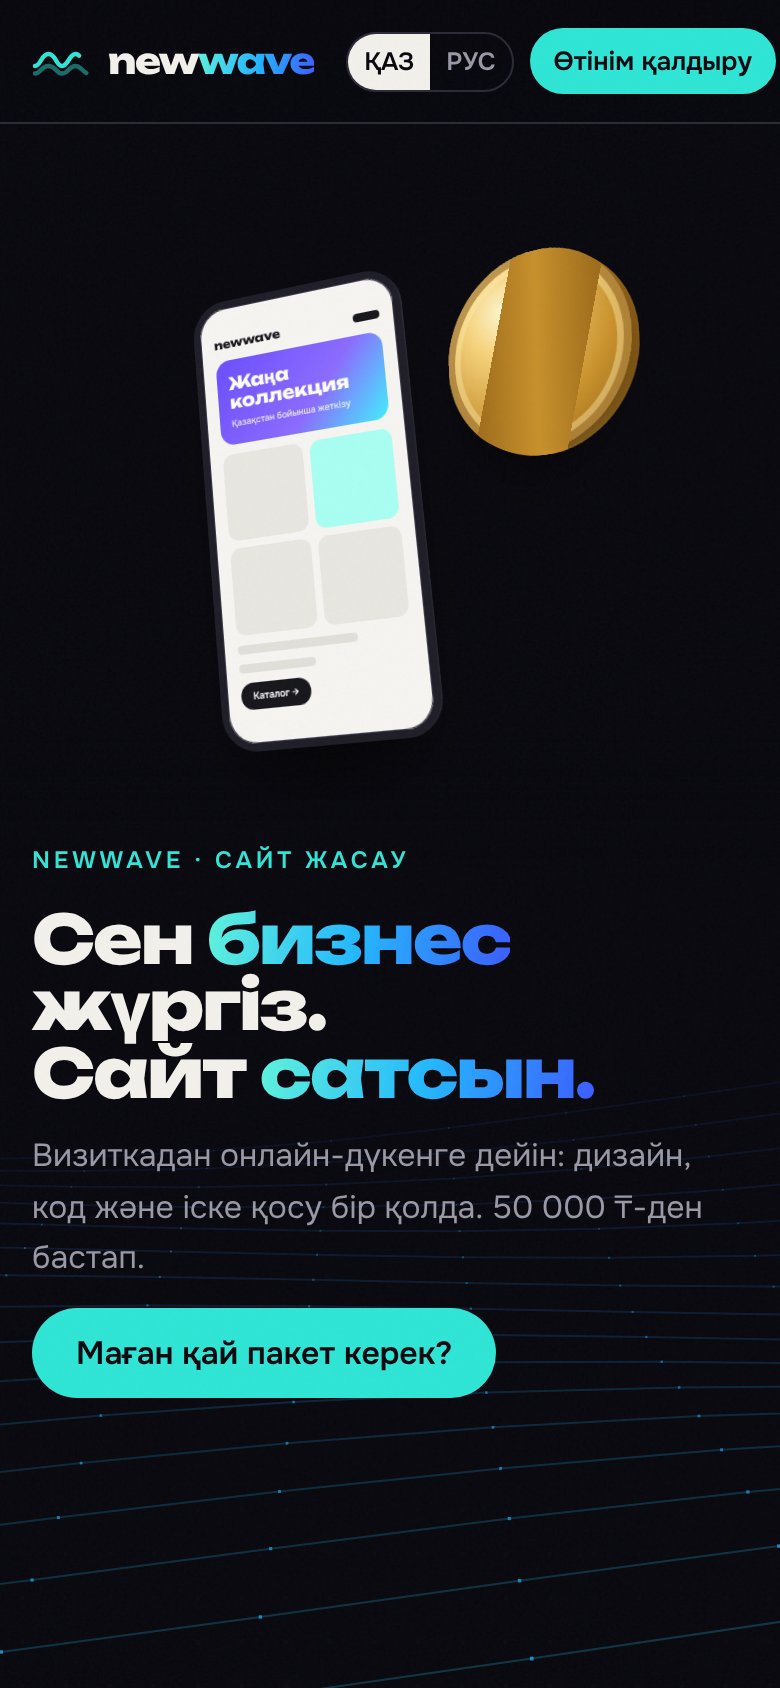 newwave ҚАЗ РУС Өтінім қалдыру
newwave
Жаңа
коллекция
Қазақстан бойынша жеткізу
Каталог →
NEWWAVE · САЙТ ЖАСАУ
Сен бизнес
жүргіз.
Сайт сатсын.
Визиткадан онлайн-дүкенге дейін: дизайн,
код және іске қосу бір қолда. 50 000 ₸-ден
бастап.
Маған қай пакет керек?